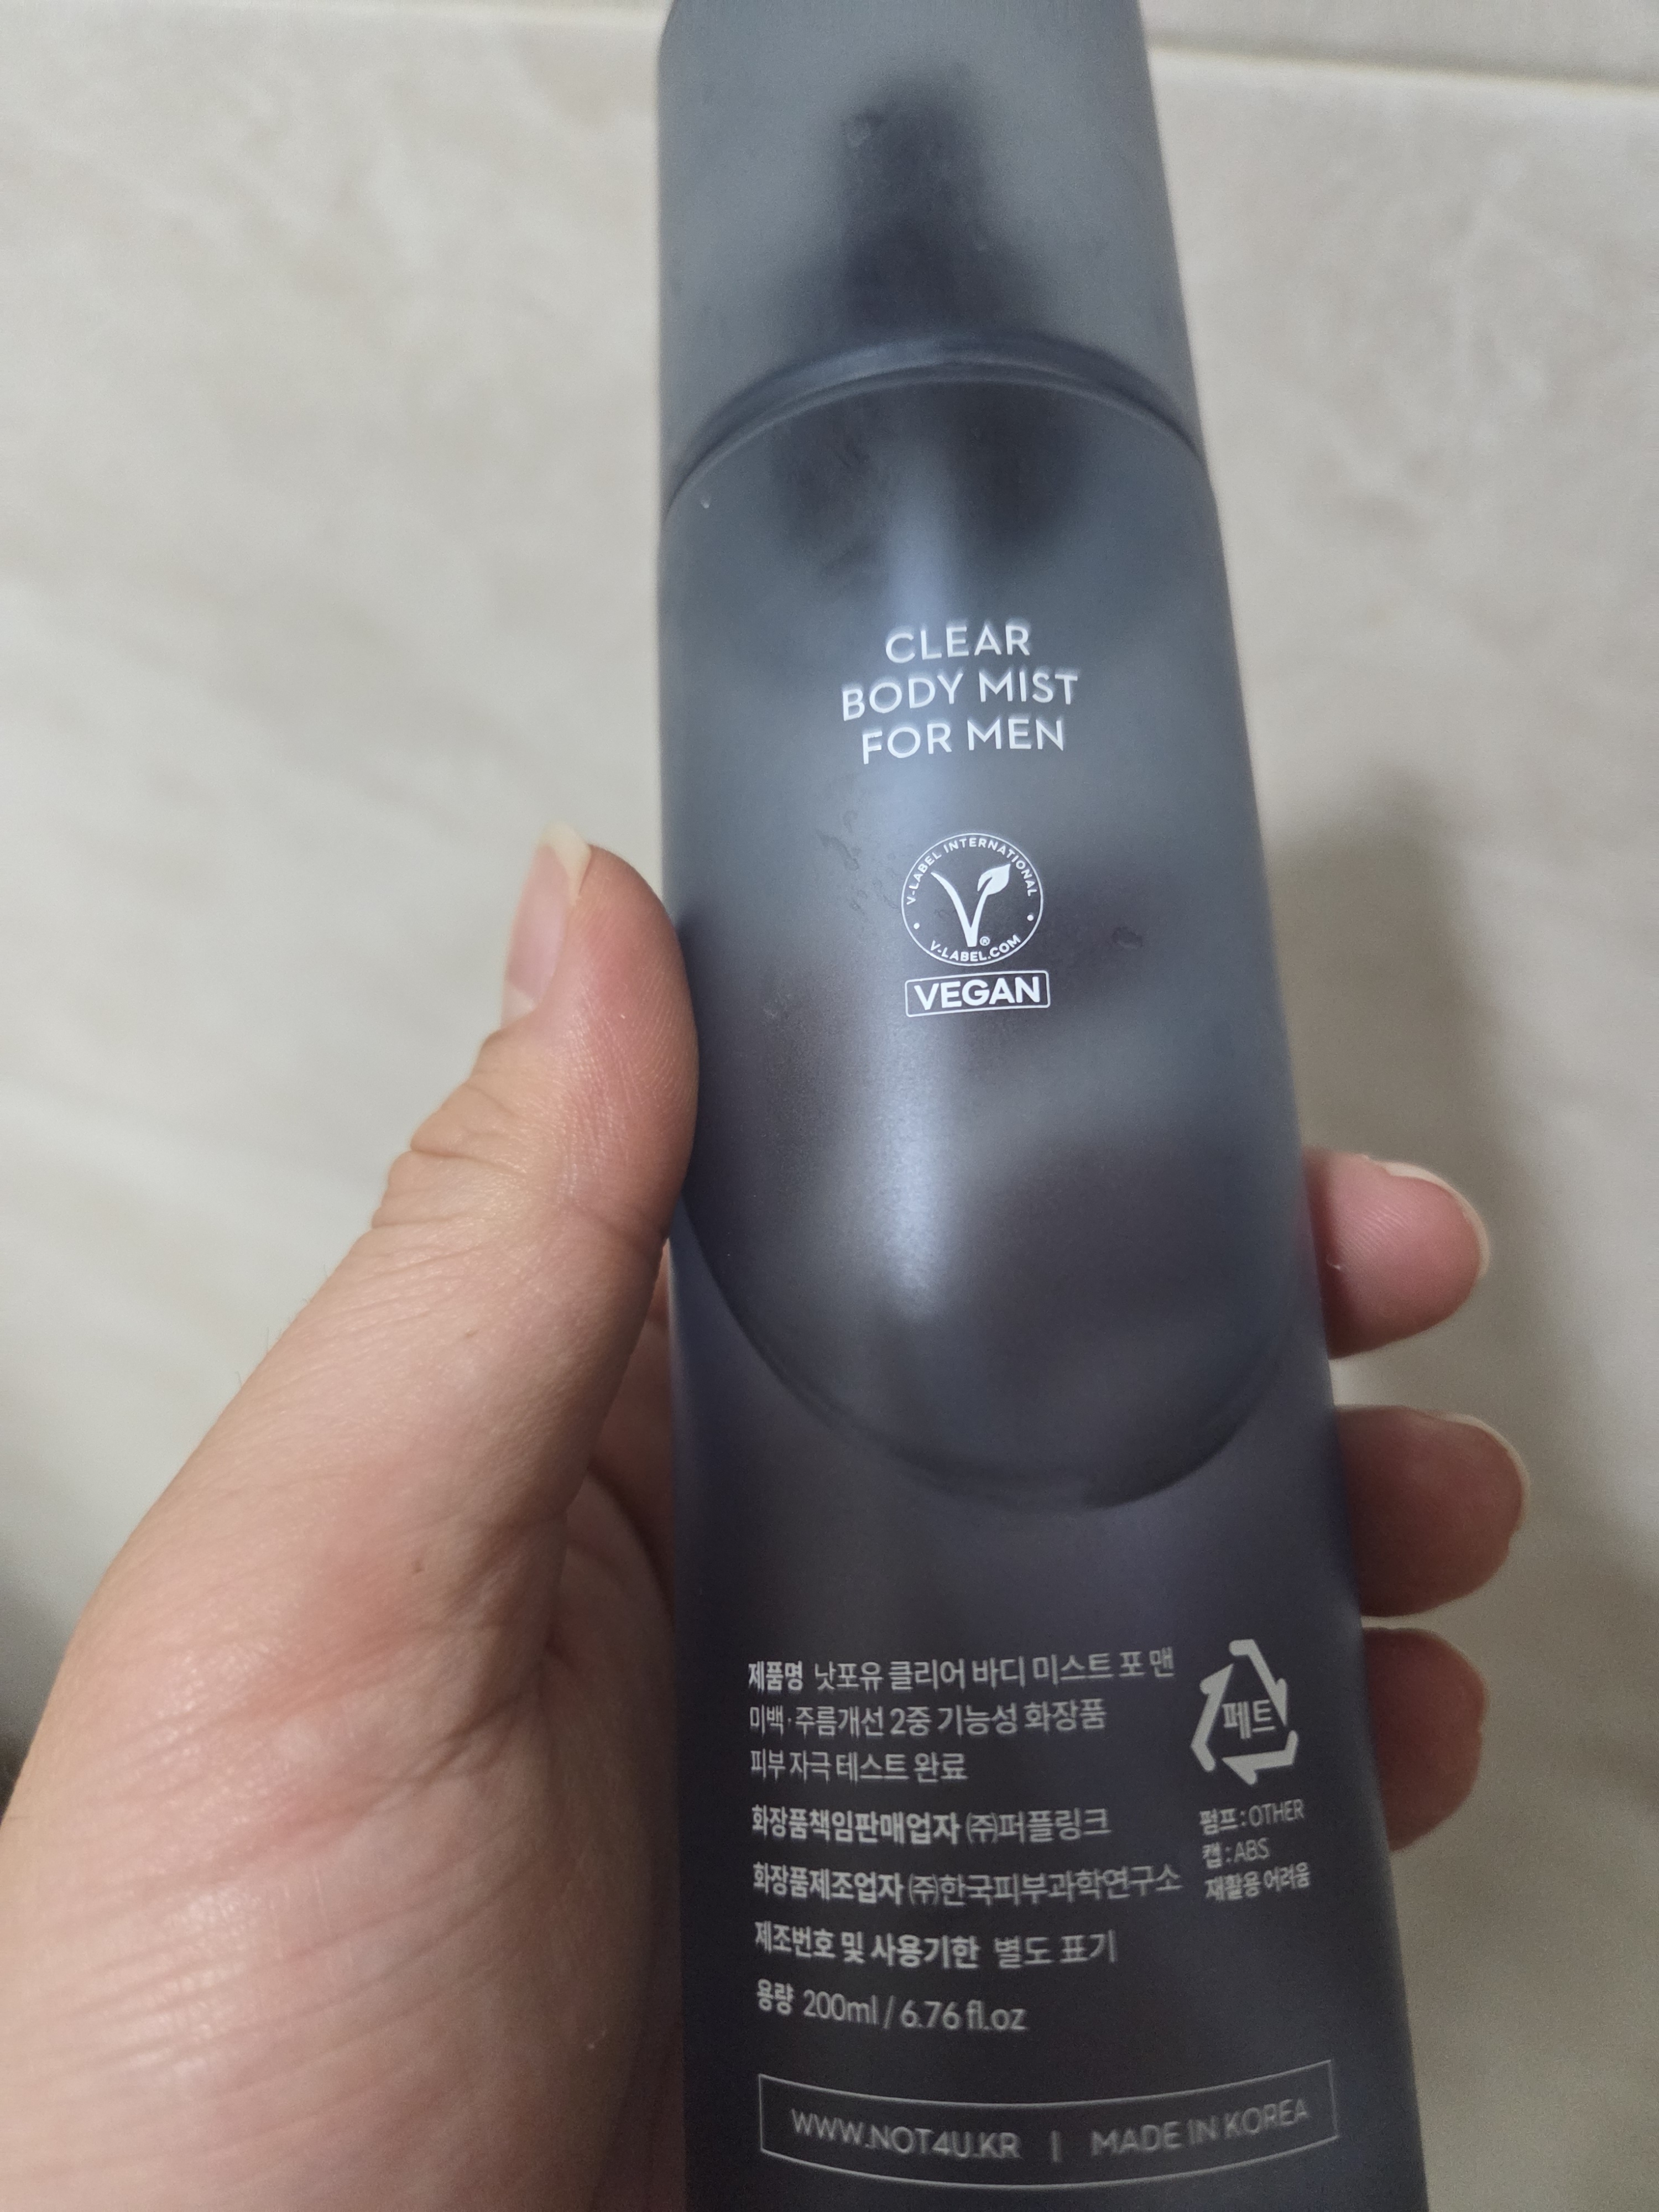 CLEAR
BODY MIST
FOR MEN
V-LABEL INTERNATIONAL
V-LABEL.COM
VEGAN
제품명 낫포유 클리어 바디 미스트 포 맨
미백·주름개선 2중 기능성 화장품
피부 자극 테스트 완료
화장품책임판매업자 ㈜퍼플링크
화장품제조업자 ㈜한국피부과학연구소
제조번호 및 사용기한 별도 표기
용량 200ml / 6.76 fl.oz
페트
펌프 : OTHER
캡 : ABS
재활용 어려움
WWW.NOT4U.KR | MADE IN KOREA